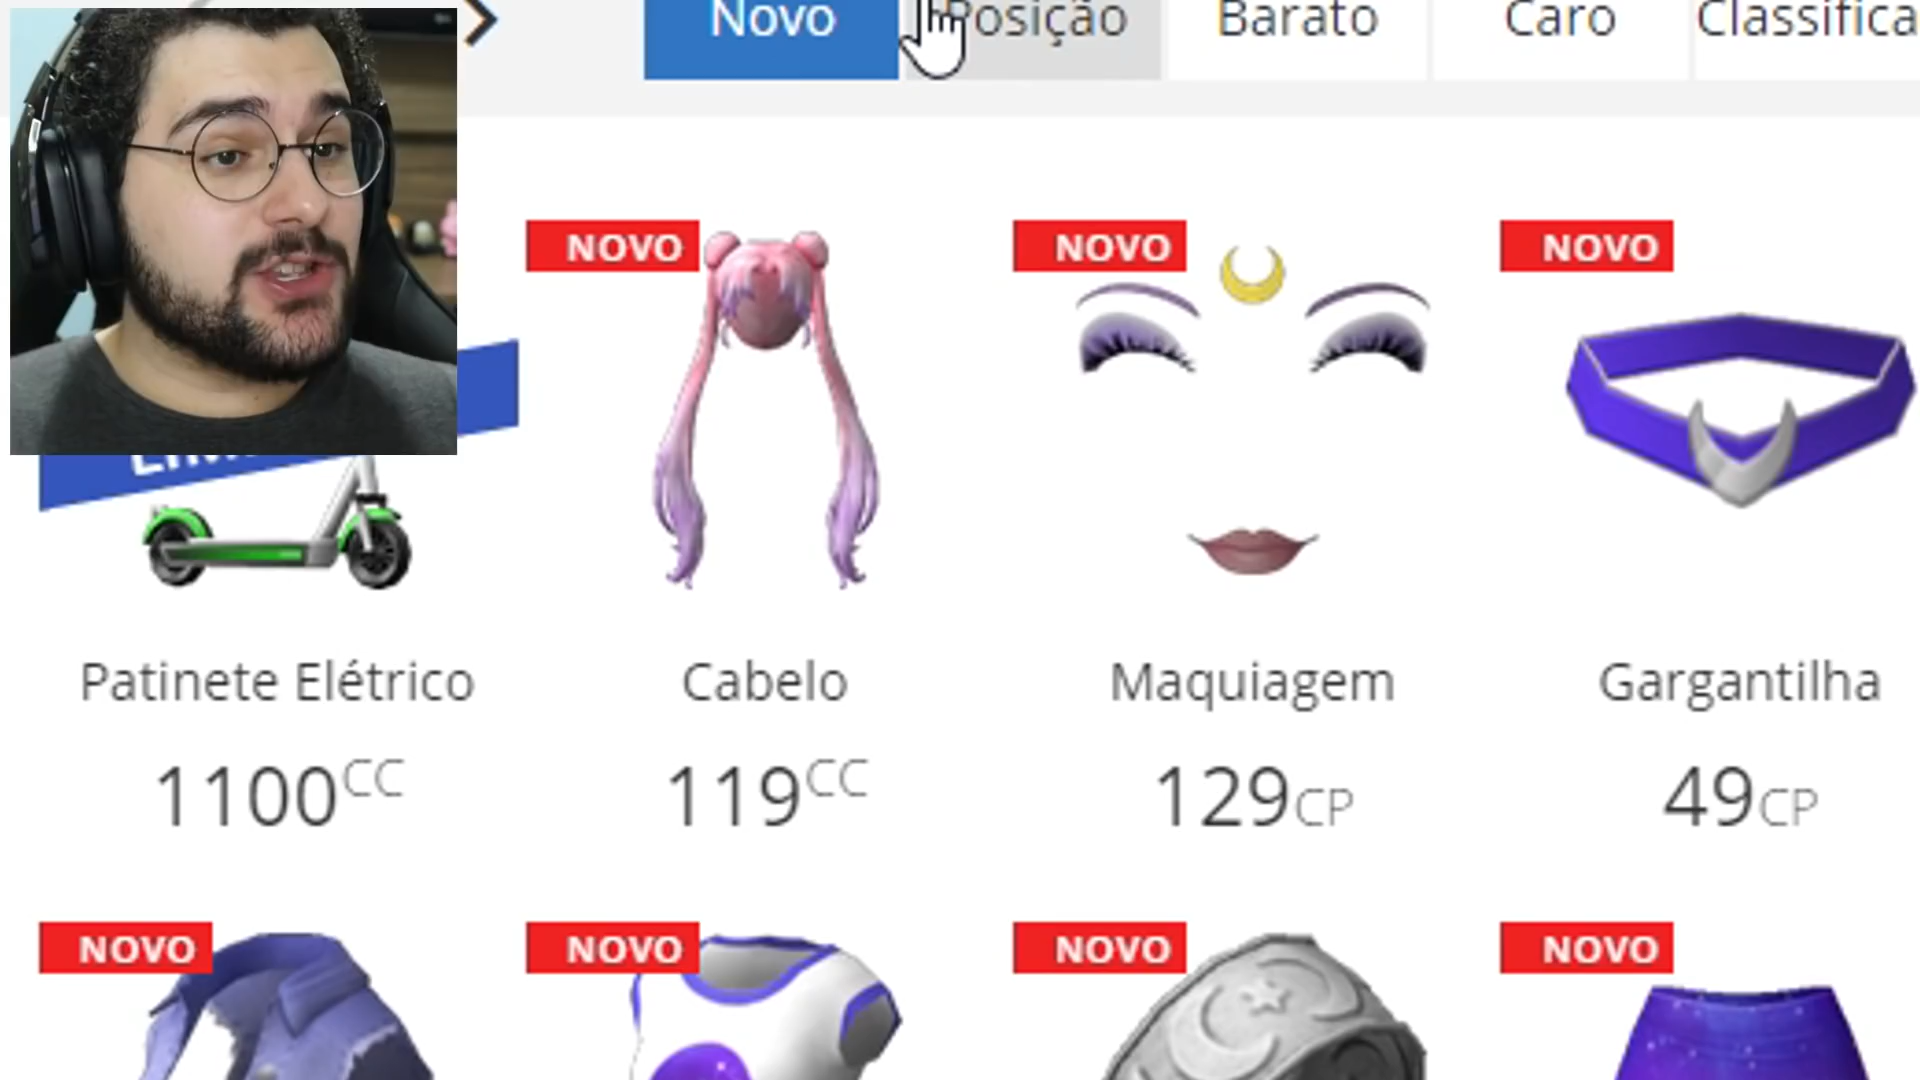 Novo
Posição
Barato
Caro
Classifica
NOVO
NOVO
NOVO
Patinete Elétrico
Cabelo
Maquiagem
Gargantilha
1100CC
119CC
129CP
49CP
NOVO
NOVO
NOVO
NOVO